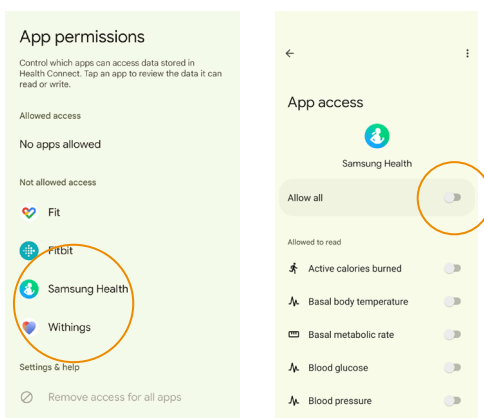 App permissions
Control which apps can access data stored in
Health Connect. Tap an app to review the data it can
read or write.
Allowed access
No apps allowed
Not allowed access
Fit
Fitbit
Samsung Health
Withings
Settings & help
Remove access for all apps
App access
Samsung Health
Allow all
Allowed to read
Active calories burned
Basal body temperature
Basal metabolic rate
Blood glucose
Blood pressure